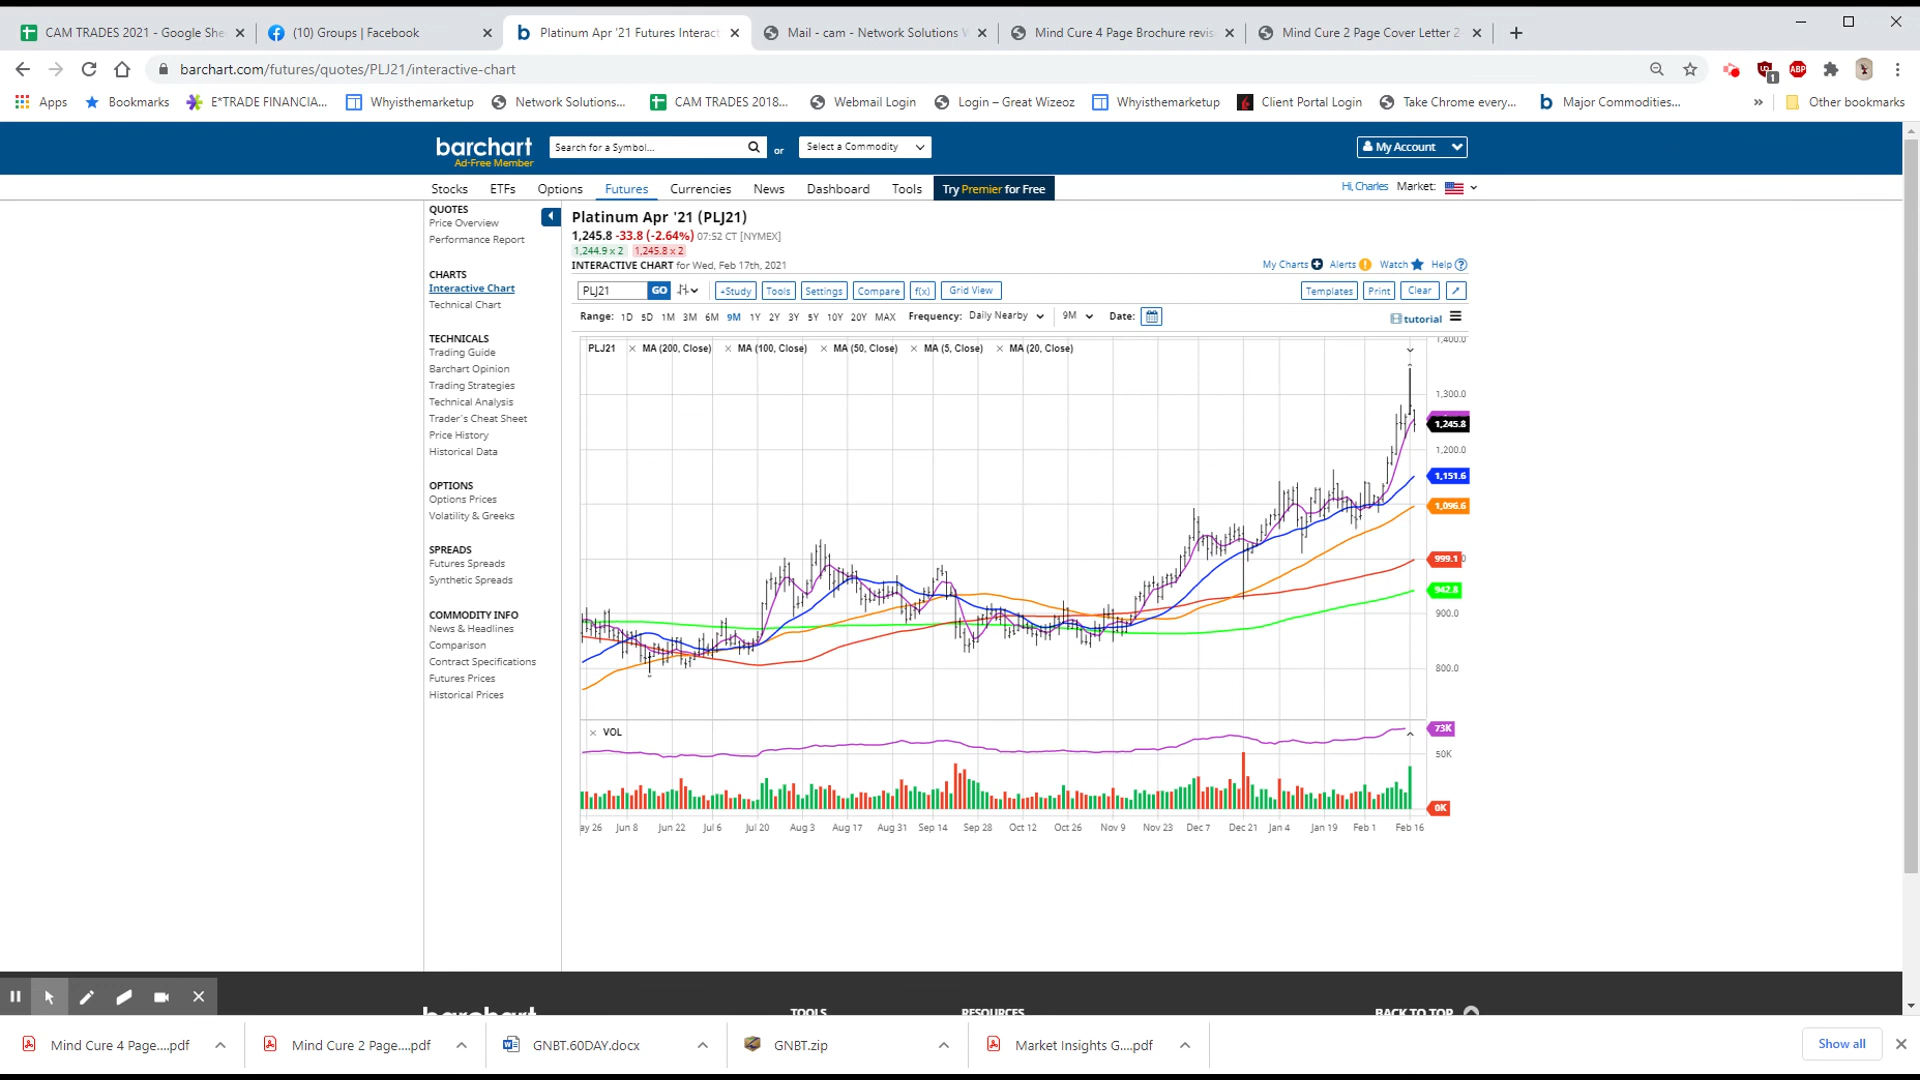 CAM TRADES 2021 - Google She
(10) Groups | Facebook
Platinum Apr '21 Futures Interact
Mail - cam - Network Solutions W
Mind Cure 4 Page Brochure revis
Mind Cure 2 Page Cover Letter 2
barchart.com/futures/quotes/PLJ21/interactive-chart
1
ABP
Apps
Bookmarks
E*TRADE FINANCIA...
Whyisthemarketup
Network Solutions...
CAM TRADES 2018...
Webmail Login
Login – Great Wizeoz
Whyisthemarketup
Client Portal Login
Take Chrome every...
Major Commodities...
»
Other bookmarks
barchart
Ad-Free Member
Search for a Symbol...
or
Select a Commodity
My Account
Stocks ETFs Options Futures Currencies News Dashboard Tools Try Premier for Free
Hi, Charles Market:
QUOTES
Price Overview
Performance Report
CHARTS
Interactive Chart
Technical Chart
TECHNICALS
Trading Guide
Barchart Opinion
Trading Strategies
Technical Analysis
Trader's Cheat Sheet
Price History
Historical Data
OPTIONS
Options Prices
Volatility & Greeks
SPREADS
Futures Spreads
Synthetic Spreads
COMMODITY INFO
News & Headlines
Comparison
Contract Specifications
Futures Prices
Historical Prices
Platinum Apr '21 (PLJ21)
1,245.8 -33.8 (-2.64%) 07:52 CT [NYMEX]
1,244.9 x 2 1,245.8 x 2
INTERACTIVE CHART for Wed, Feb 17th, 2021
My Charts Alerts Watch Help
PLJ21 GO +Study Tools Settings Compare f(x) Grid View
Templates Print Clear
Range: 1D 5D 1M 3M 6M 9M 1Y 2Y 3Y 5Y 10Y 20Y MAX Frequency: Daily Nearby 9M Date:
tutorial
PLJ21 MA (200, Close) MA (100, Close) MA (50, Close) MA (5, Close) MA (20, Close)
1,400.0
1,300.0
1,245.8
1,200.0
1,151.6
1,096.6
999.1
942.8
900.0
800.0
VOL
73K
50K
0K
ay 26 Jun 8 Jun 22 Jul 6 Jul 20 Aug 3 Aug 17 Aug 31 Sep 14 Sep 28 Oct 12 Oct 26 Nov 9 Nov 23 Dec 7 Dec 21 Jan 4 Jan 19 Feb 1 Feb 16
barchart
TOOLS
RESOURCES
BACK TO TOP
Mind Cure 4 Page....pdf
Mind Cure 2 Page....pdf
GNBT.60DAY.docx
GNBT.zip
Market Insights G....pdf
Show all